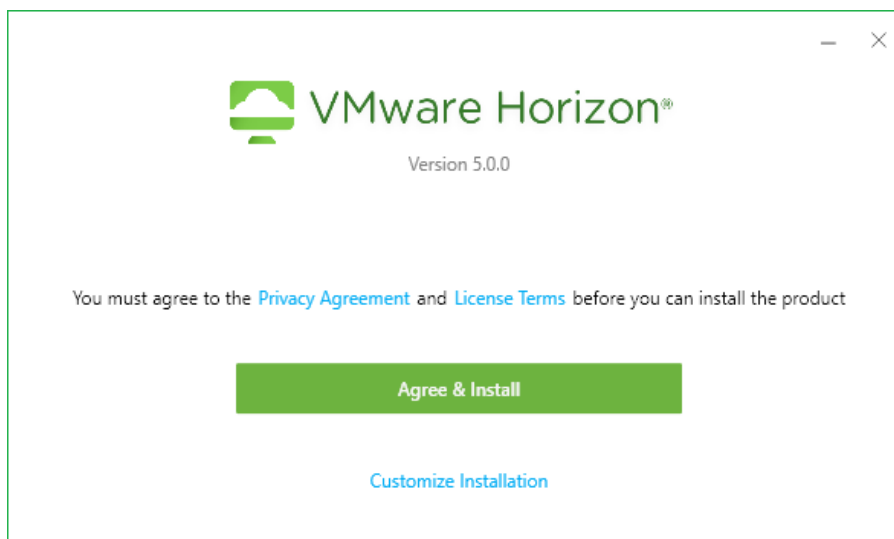 VMware Horizon®
Version 5.0.0
You must agree to the Privacy Agreement and License Terms before you can install the product
Agree & Install
Customize Installation